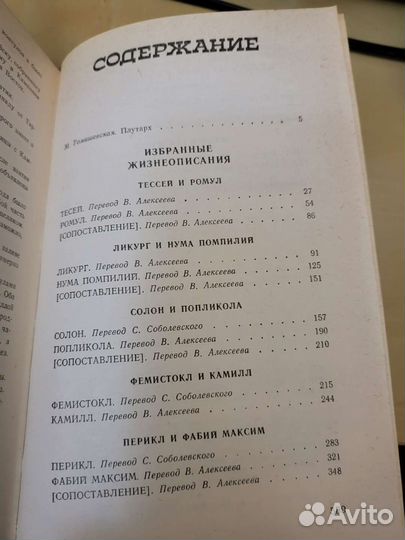 СОДЕРЖАНИЕ
М. Томашевская. Плутарх . . . . . . . . . . . . 5
ИЗБРАННЫЕ
ЖИЗНЕОПИСАНИЯ
ТЕССЕЙ И РОМУЛ
ТЕСЕЙ. Перевод В. Алексеева . . . . . . . . . . 27
РОМУЛ. Перевод В. Алексеева . . . . . . . . . . 54
[СОПОСТАВЛЕНИЕ]. Перевод В. Алексеева . . . . . . 86
ЛИКУРГ И НУМА ПОМПИЛИЙ
ЛИКУРГ. Перевод В. Алексеева . . . . . . . . . . 91
НУМА ПОМПИЛИЙ. Перевод В. Алексеева . . . . . . 125
[СОПОСТАВЛЕНИЕ]. Перевод В. Алексеева . . . . . . 151
СОЛОН И ПОПЛИКОЛА
СОЛОН. Перевод С. Соболевского . . . . . . . . . 157
ПОПЛИКОЛА. Перевод В. Алексеева . . . . . . . . 190
[СОПОСТАВЛЕНИЕ]. Перевод В. Алексеева . . . . . . 210
ФЕМИСТОКЛ И КАМИЛЛ
ФЕМИСТОКЛ. Перевод С. Соболевского . . . . . . . 215
КАМИЛЛ. Перевод В. Алексеева . . . . . . . . . . 244
ПЕРИКЛ И ФАБИЙ МАКСИМ
ПЕРИКЛ. Перевод С. Соболевского . . . . . . . . 283
ФАБИЙ МАКСИМ. Перевод В. Алексеева . . . . . . . 321
[СОПОСТАВЛЕНИЕ]. Перевод В. Алексеева . . . . . . 348
Avito